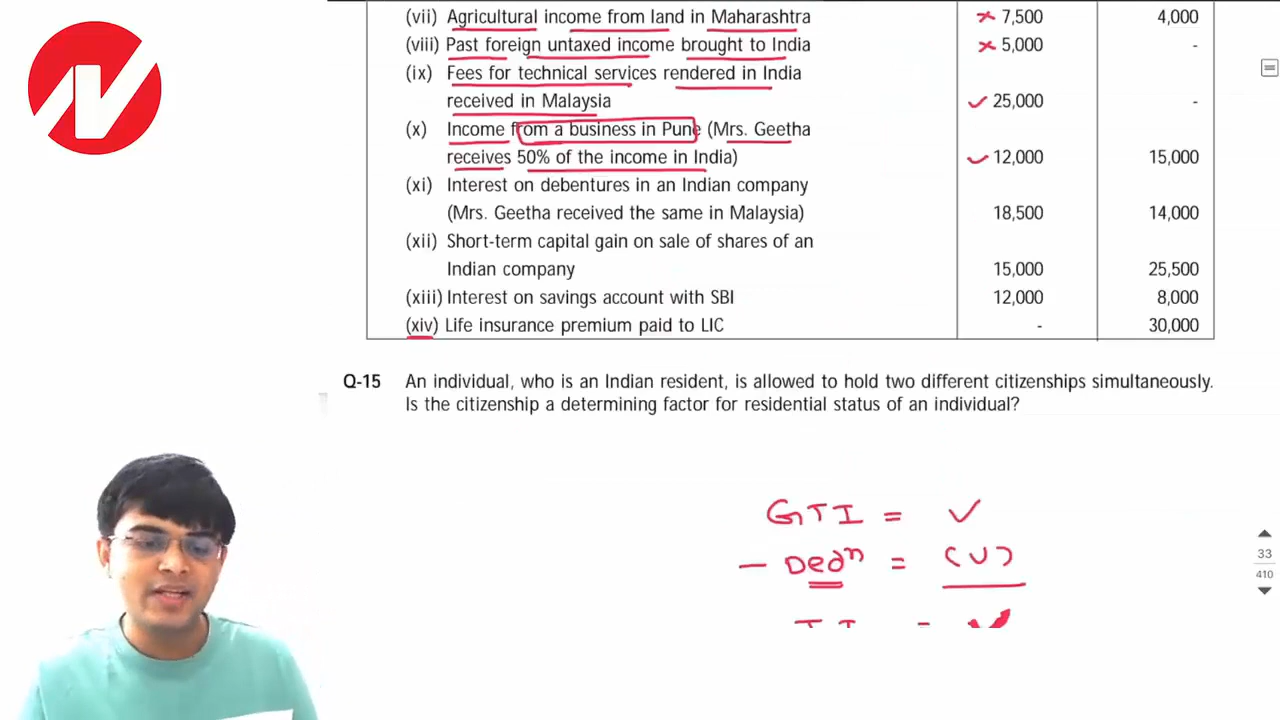 (vii) Agricultural income from land in Maharashtra 7,500 4,000
(viii) Past foreign untaxed income brought to India 5,000 -
(ix) Fees for technical services rendered in India
received in Malaysia 25,000 -
(x) Income from a business in Pune (Mrs. Geetha
receives 50% of the income in India) 12,000 15,000
(xi) Interest on debentures in an Indian company
(Mrs. Geetha received the same in Malaysia) 18,500 14,000
(xii) Short-term capital gain on sale of shares of an
Indian company 15,000 25,500
(xiii) Interest on savings account with SBI 12,000 8,000
(xiv) Life insurance premium paid to LIC - 30,000
Q-15 An individual, who is an Indian resident, is allowed to hold two different citizenships simultaneously.
Is the citizenship a determining factor for residential status of an individual?
GTI = ✓
- Dedⁿ = (✓)
TI = ✓
33
410